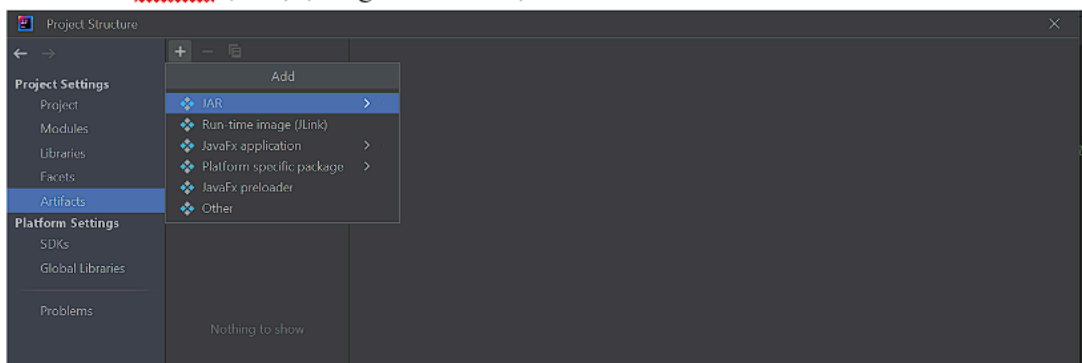 Project Structure
Project Settings
Project
Modules
Libraries
Facets
Artifacts
Platform Settings
SDKs
Global Libraries
Problems
Add
JAR
Run-time image (JLink)
JavaFx application
Platform specific package
JavaFx preloader
Other
Nothing to show